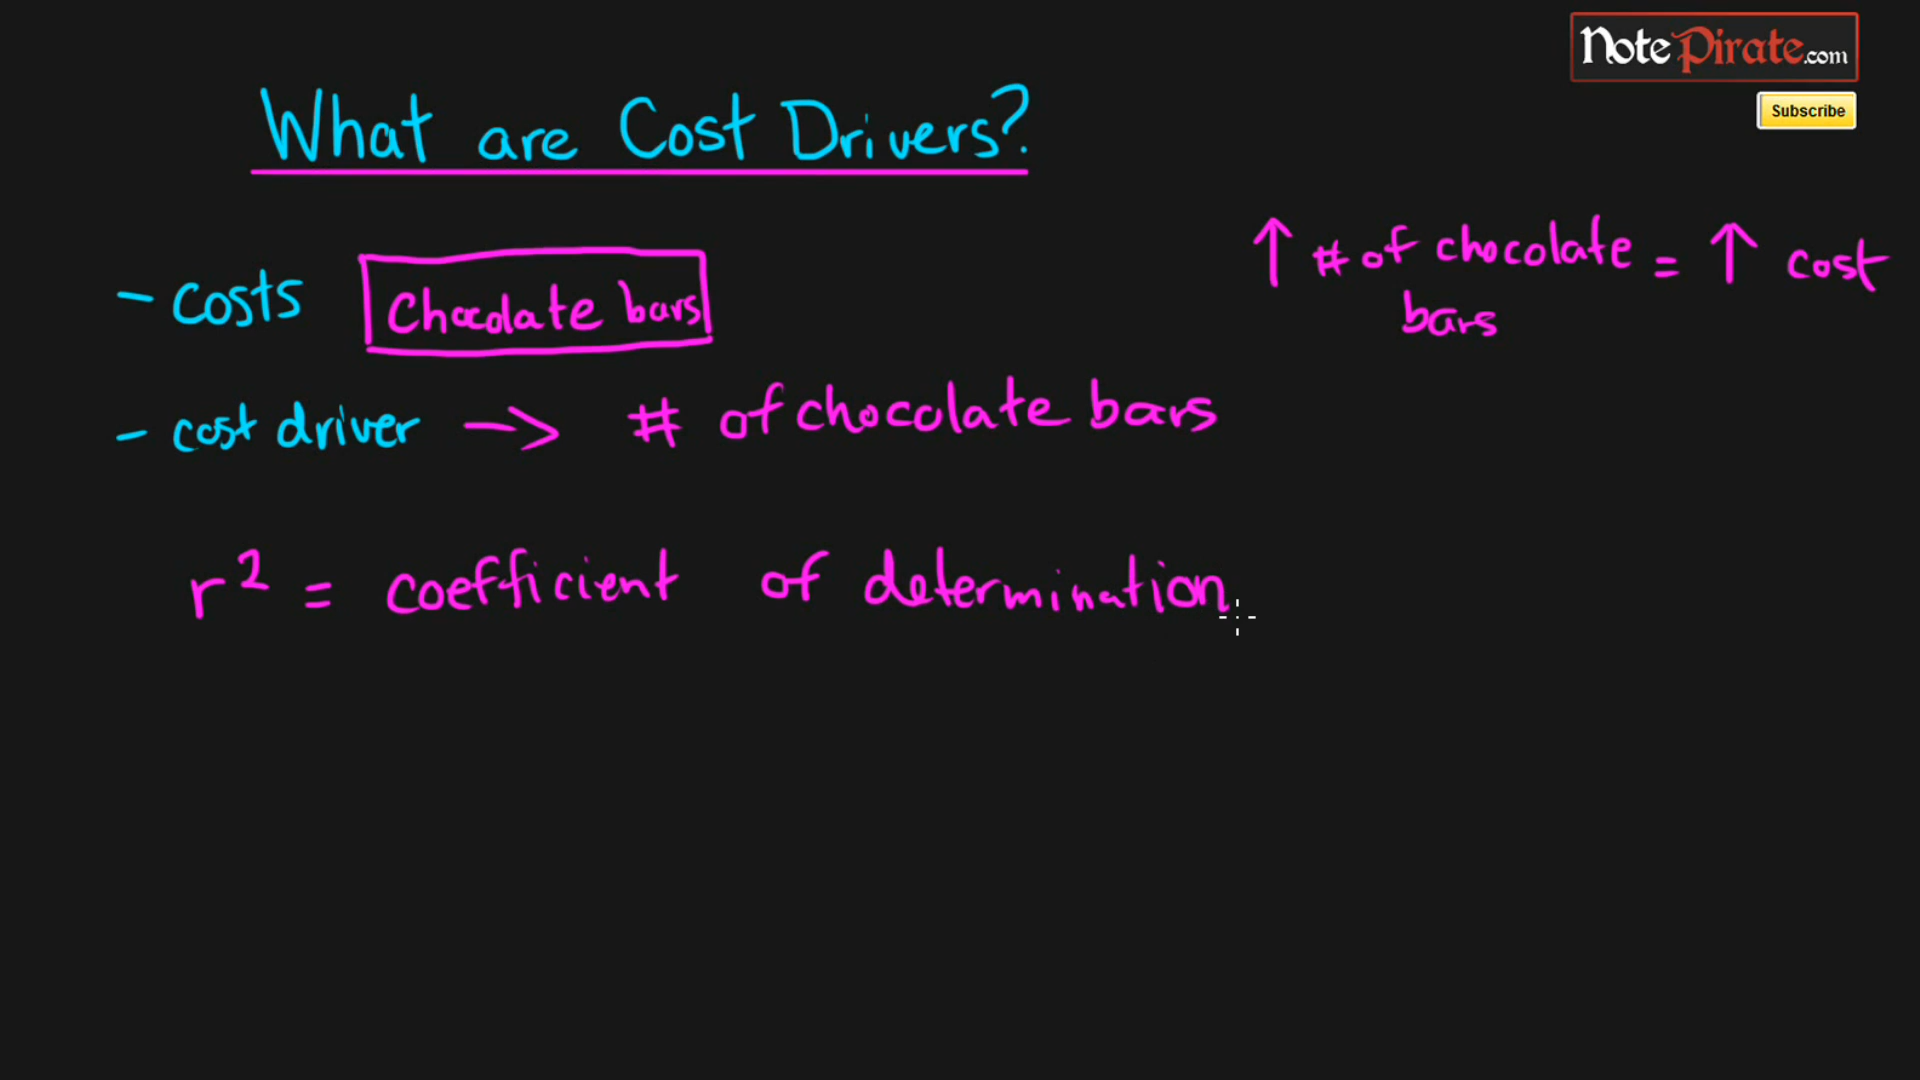 NotePirate.com
Subscribe
What are Cost Drivers?
- costs Chocolate bars
↑ # of chocolate = ↑ cost
bars
- cost driver → # of chocolate bars
r² = coefficient of determination